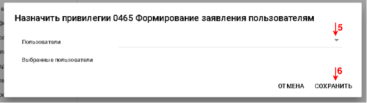 Назначить привилегии 0465 Формирование заявления пользователям
5
Пользователи
Выбранные пользователи
6
ОТМЕНА СОХРАНИТЬ